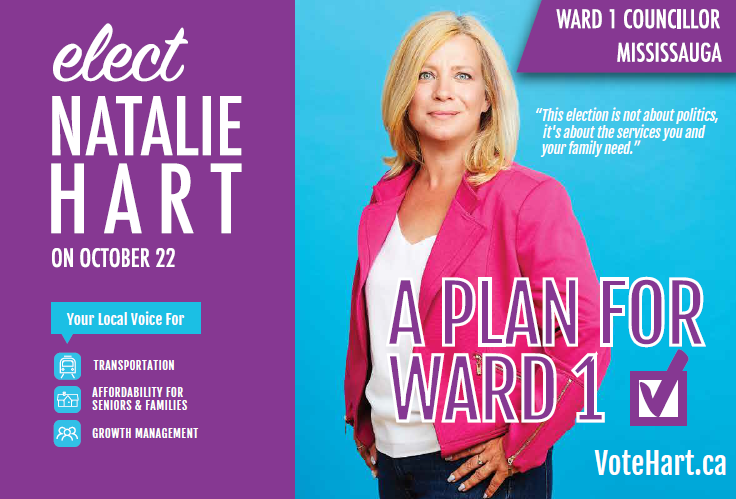 elect
NATALIE
HART
ON OCTOBER 22
Your Local Voice For
TRANSPORTATION
AFFORDABILITY FOR
SENIORS & FAMILIES
GROWTH MANAGEMENT
WARD 1 COUNCILLOR
MISSISSAUGA
"This election is not about politics,
it's about the services you and
your family need."
A PLAN FOR
WARD 1
VoteHart.ca